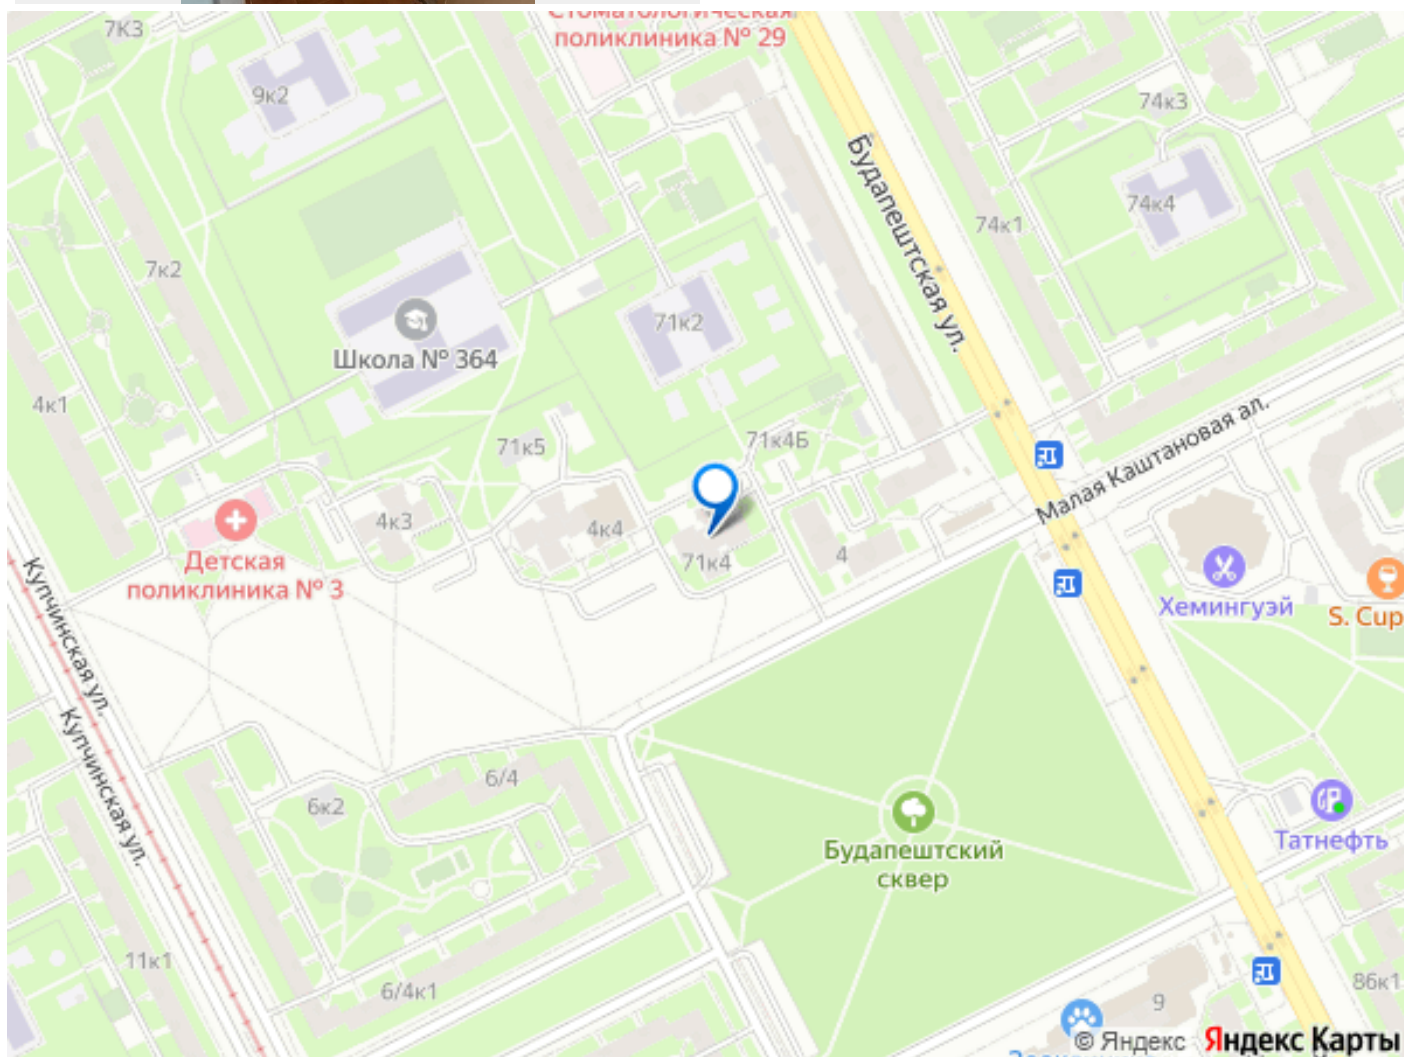 7К3
Стоматологическая
поликлиника № 29
9к2
74к3
Будапештская ул.
74к4
74к1
7к2
71к2
Школа № 364
4к1
Малая Каштановая ал.
71к4Б
71к5
4к3
4к4
71к4
4
Детская
поликлиника № 3
Хемингуэй
S. Cup
Купчинская ул.
Купчинская ул.
6/4
6к2
Татнефть
Будапештский
сквер
11к1
6/4к1
9
86к1
© Яндекс Яндекс Карты